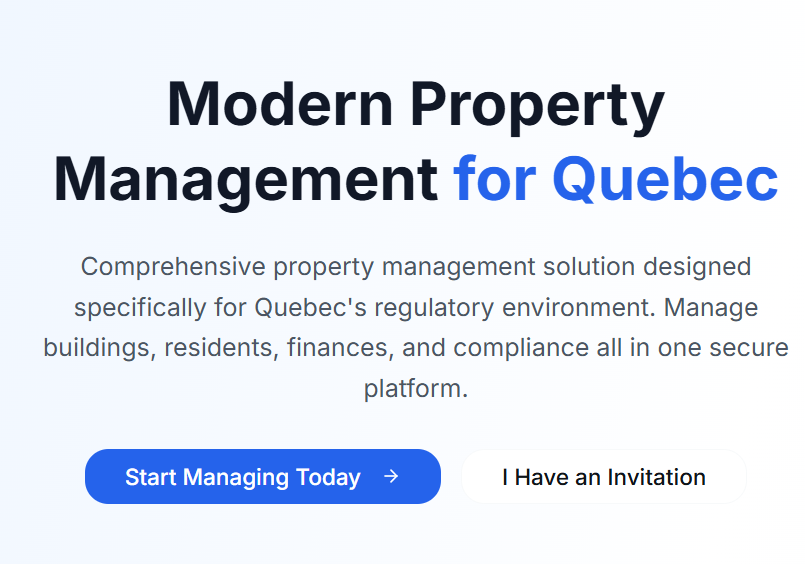 Modern Property
Management for Quebec
Comprehensive property management solution designed
specifically for Quebec's regulatory environment. Manage
buildings, residents, finances, and compliance all in one secure
platform.
Start Managing Today →
I Have an Invitation